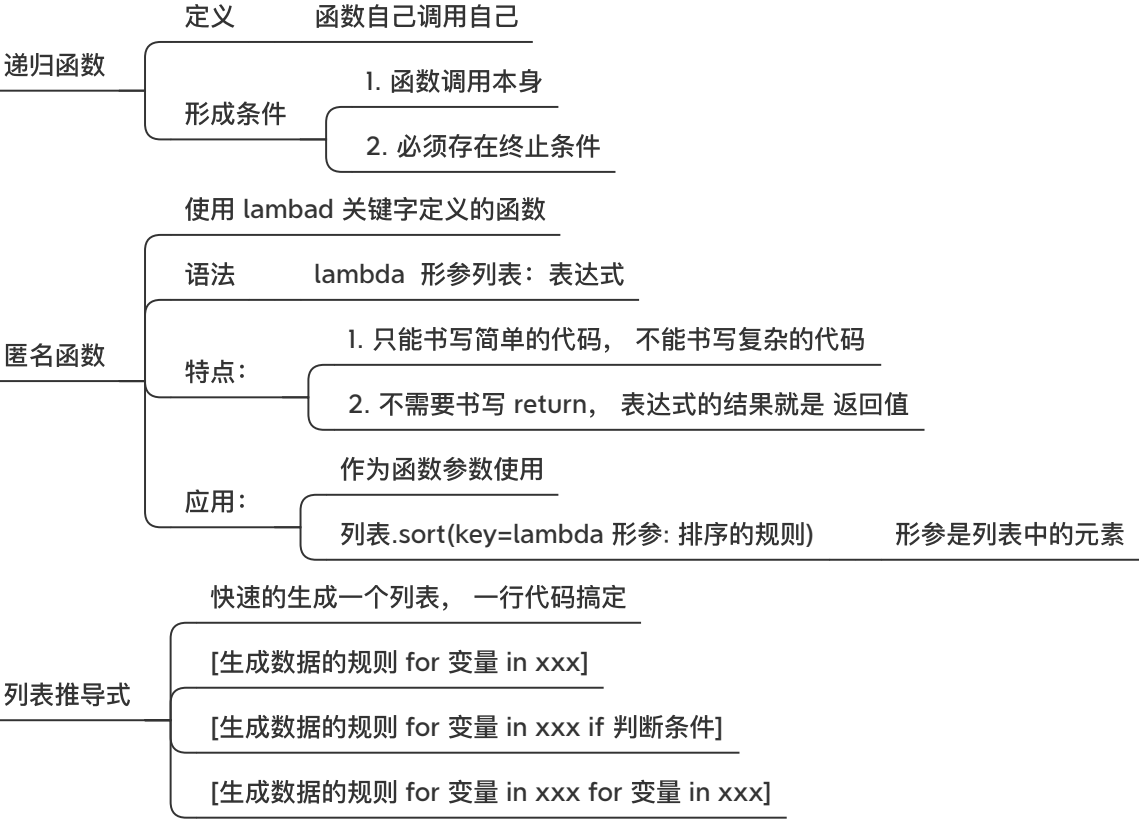 定义 函数自己调用自己
递归函数
1. 函数调用本身
形成条件
2. 必须存在终止条件
使用 lambad 关键字定义的函数
语法 lambda 形参列表：表达式
匿名函数
1. 只能书写简单的代码， 不能书写复杂的代码
特点：
2. 不需要书写 return， 表达式的结果就是 返回值
作为函数参数使用
应用：
列表.sort(key=lambda 形参: 排序的规则) 形参是列表中的元素
快速的生成一个列表， 一行代码搞定
[生成数据的规则 for 变量 in xxx]
列表推导式
[生成数据的规则 for 变量 in xxx if 判断条件]
[生成数据的规则 for 变量 in xxx for 变量 in xxx]